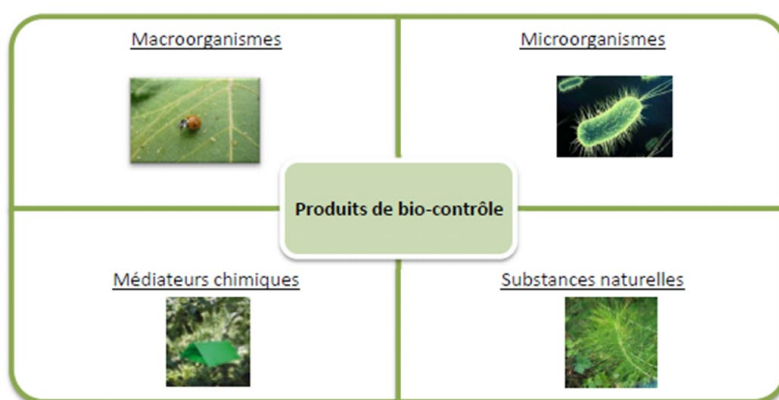 Macroorganismes
Microorganismes
Produits de bio-contrôle
Médiateurs chimiques
Substances naturelles